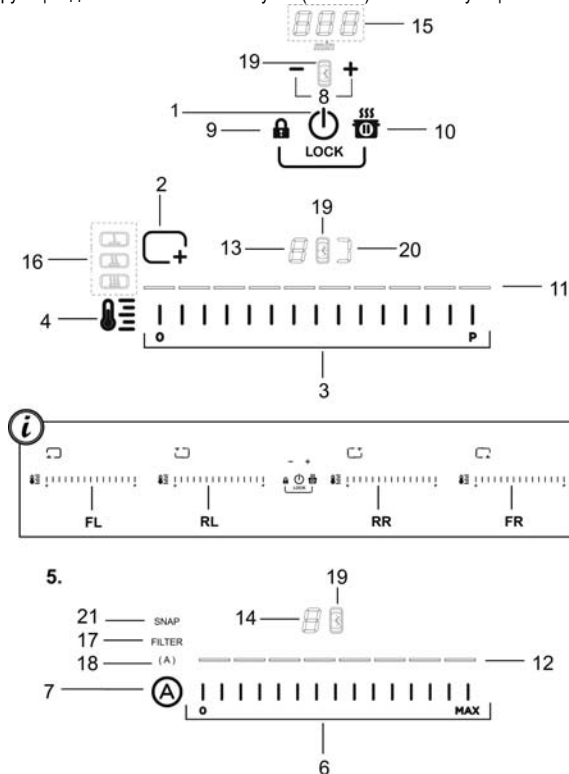 15
min
19
− +
8
1
9
10
LOCK
2
19
13
20
16
11
4
0 P
3
i
− +
LOCK
FL RL RR FR
5.
19
21 SNAP
14
17 FILTER
18 (A)
12
7 A
0 MAX
6